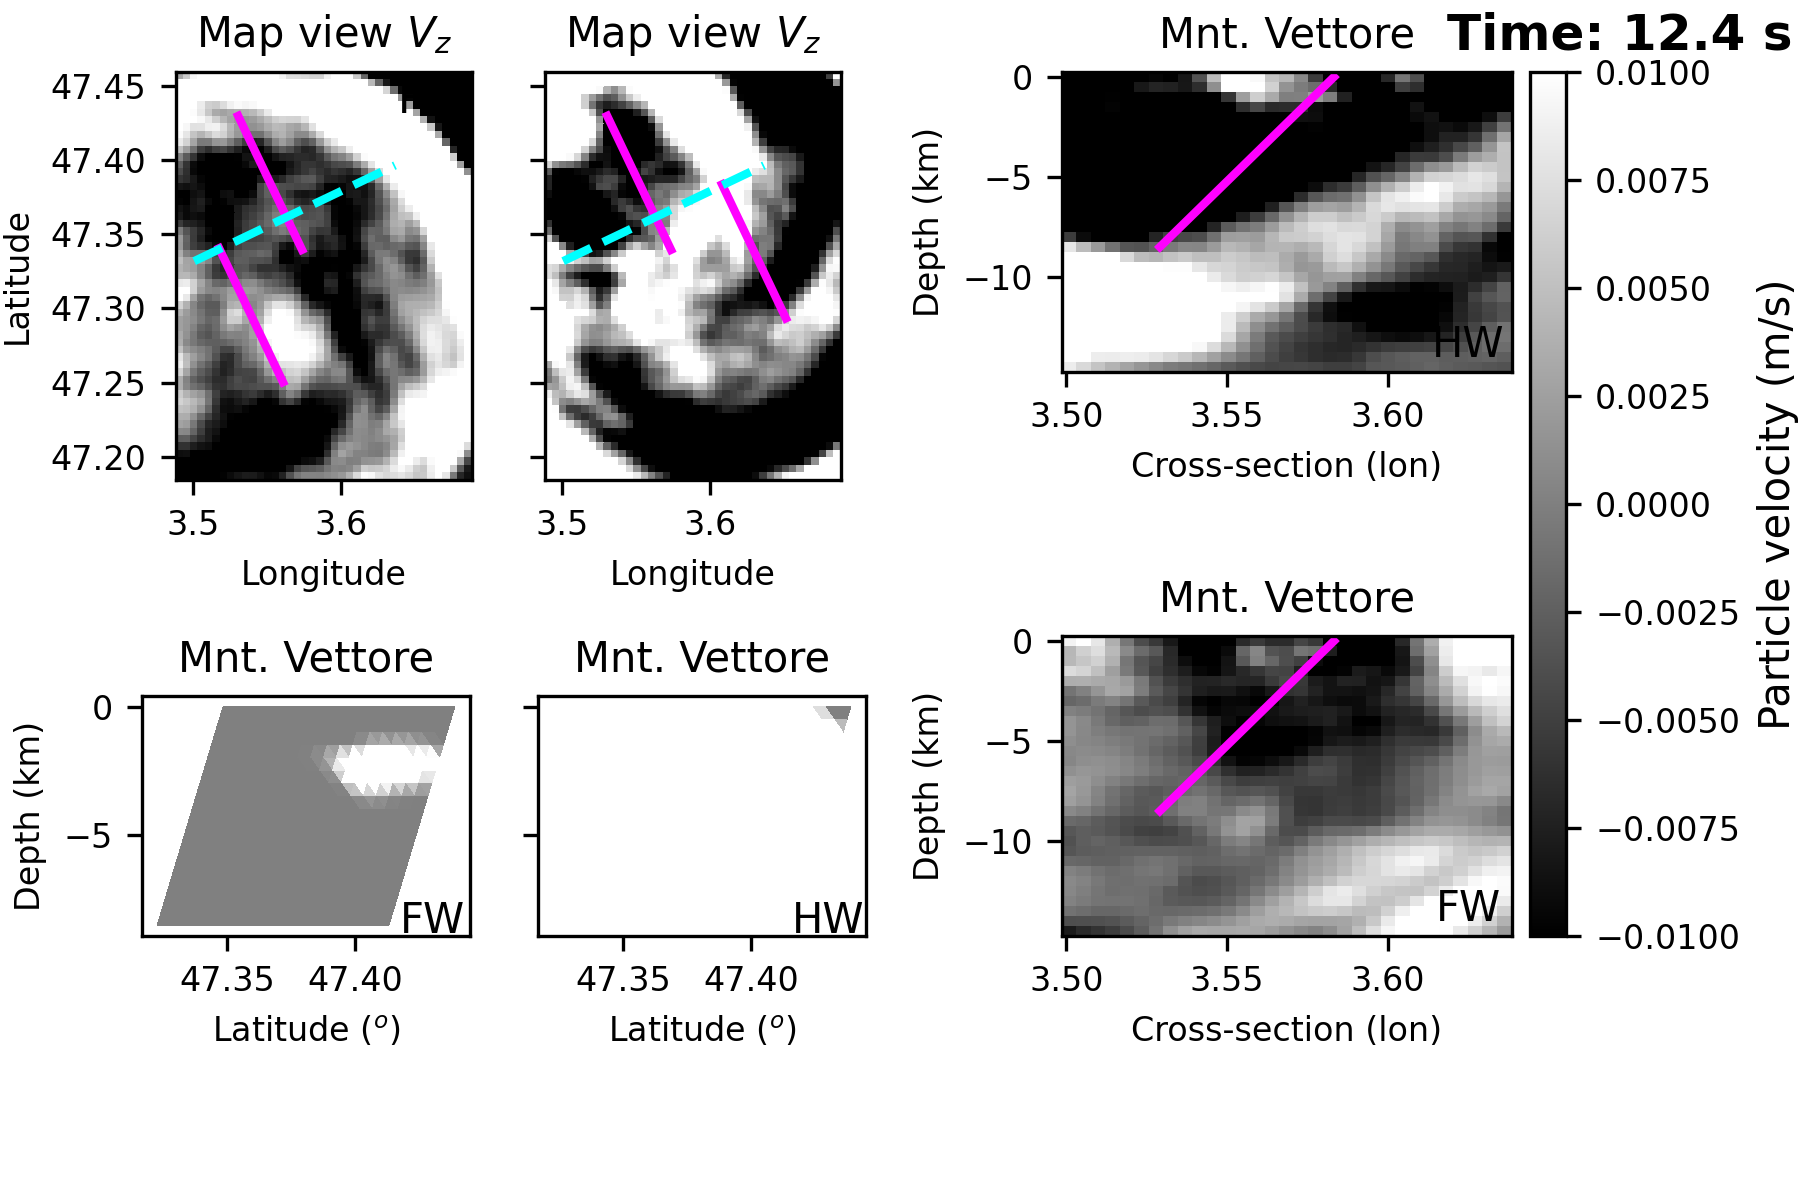 Map view Vz
47.45
47.40
47.35
47.30
47.25
47.20
Latitude
3.5
3.6
Longitude
Map view Vz
3.5
3.6
Longitude
Mnt. Vettore
0
−5
−10
Depth (km)
HW
3.50
3.55
3.60
Cross-section (lon)
Time: 12.4 s
0.0100
0.0075
0.0050
0.0025
0.0000
−0.0025
−0.0050
−0.0075
−0.0100
Particle velocity (m/s)
Mnt. Vettore
0
−5
Depth (km)
FW
47.35
47.40
Latitude (o)
Mnt. Vettore
HW
47.35
47.40
Latitude (o)
Mnt. Vettore
0
−5
−10
Depth (km)
FW
3.50
3.55
3.60
Cross-section (lon)